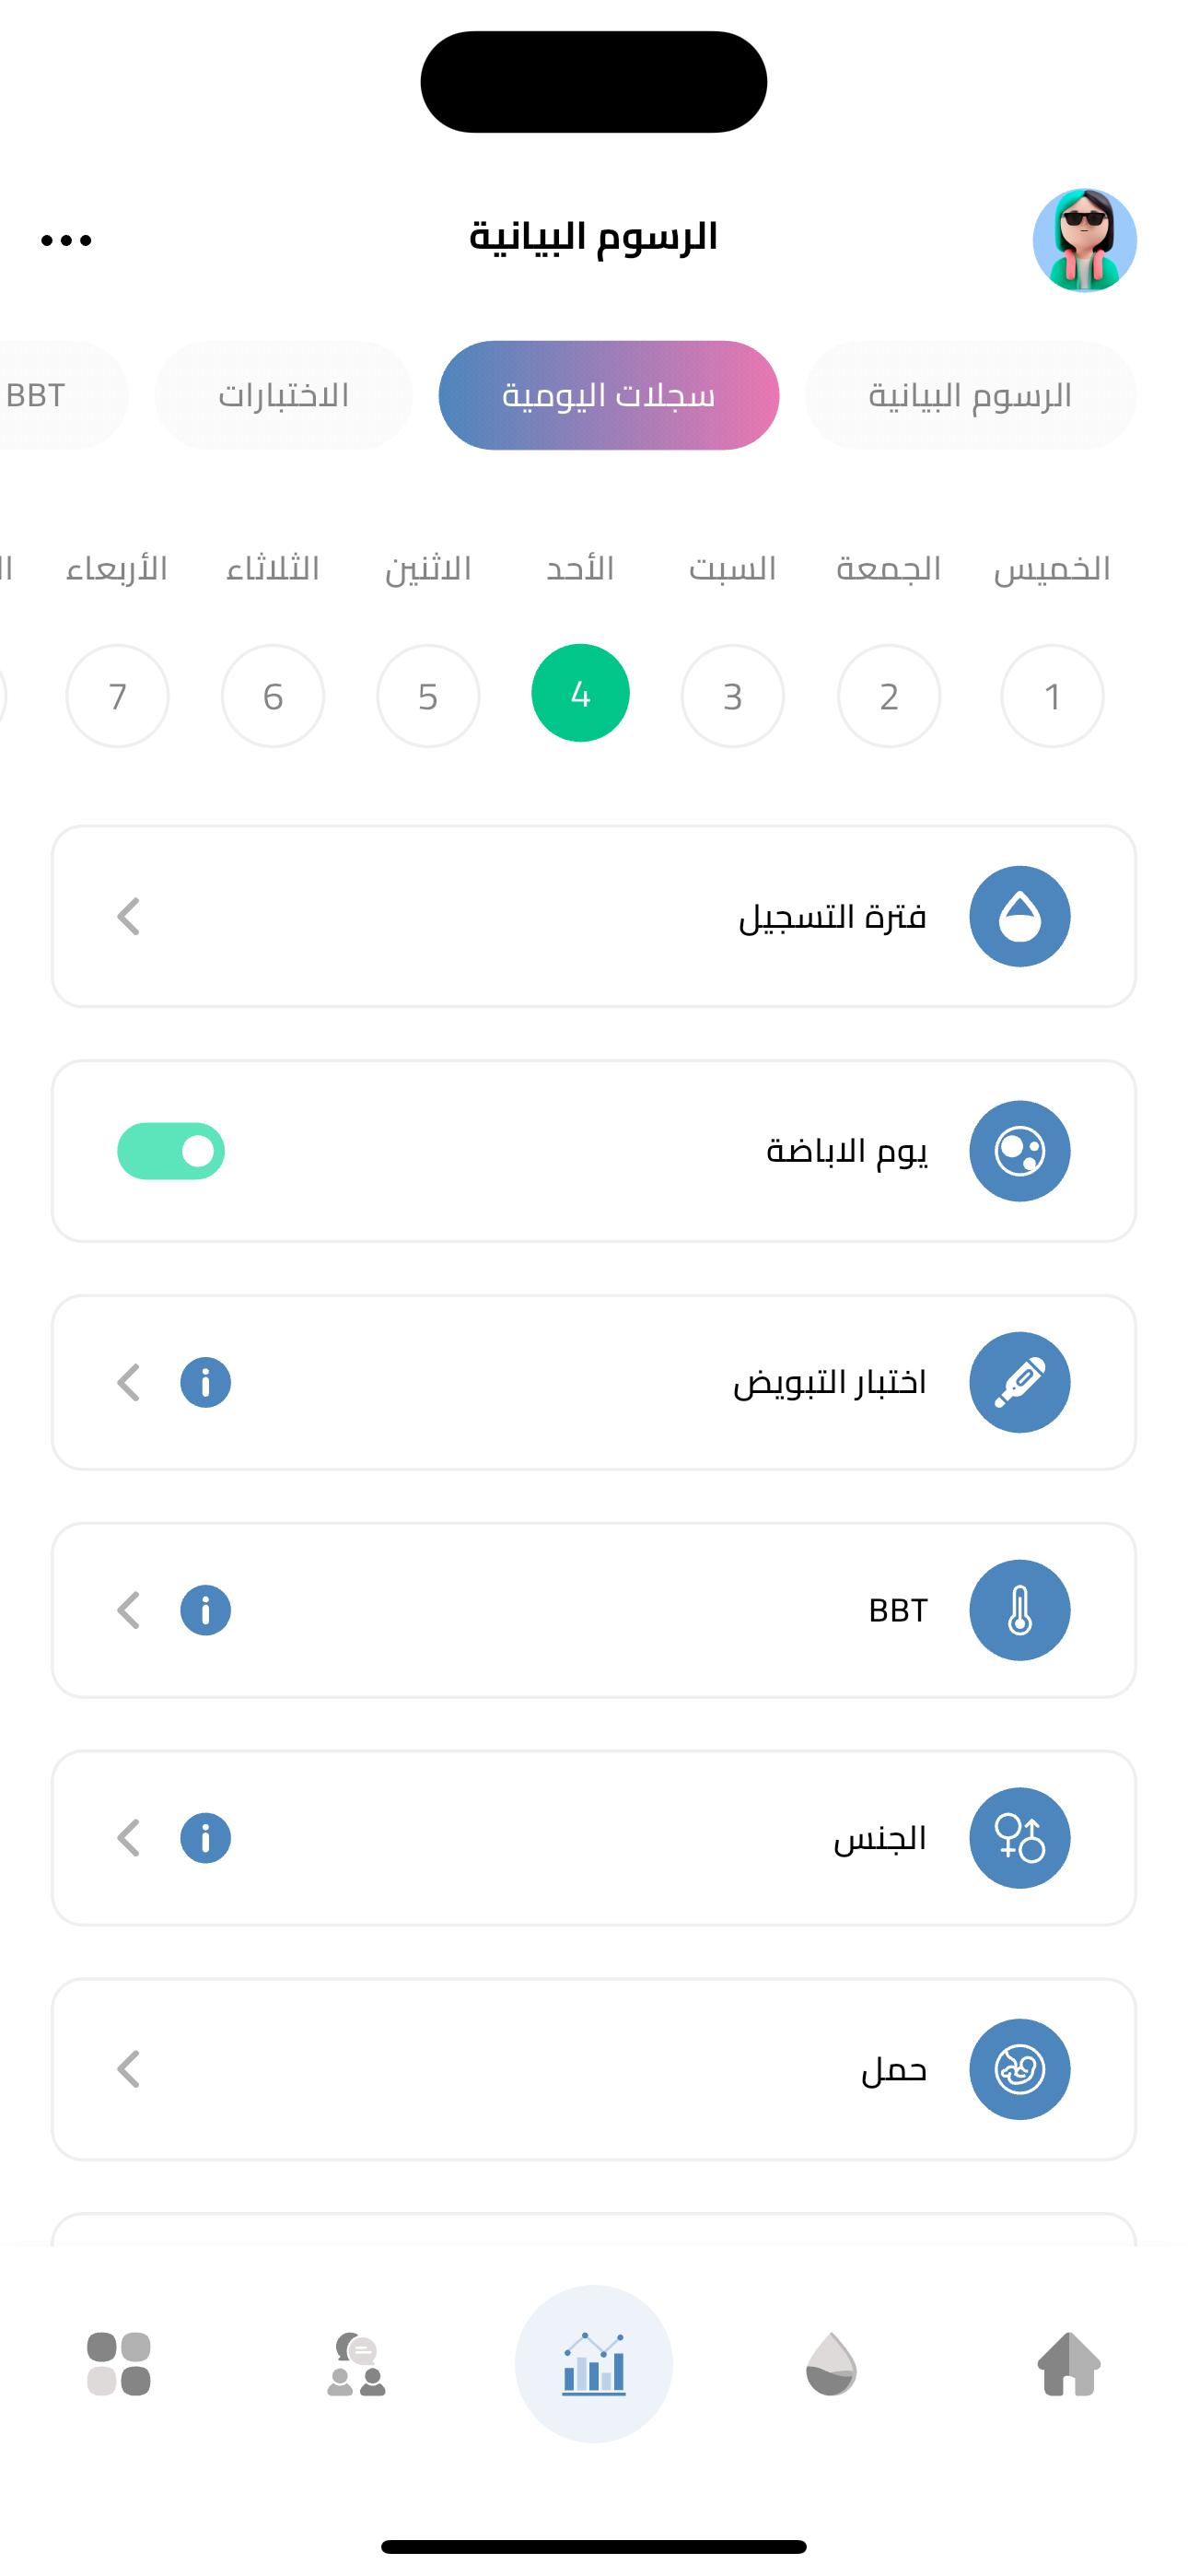 الرسوم البيانية
الرسوم البيانية سجلات اليومية الاختبارات BBT
الخميس الجمعة السبت الأحد الاثنين الثلاثاء الأربعاء
1 2 3 4 5 6 7
فترة التسجيل
يوم الاباضة
اختبار التبويض
BBT
الجنس
حمل